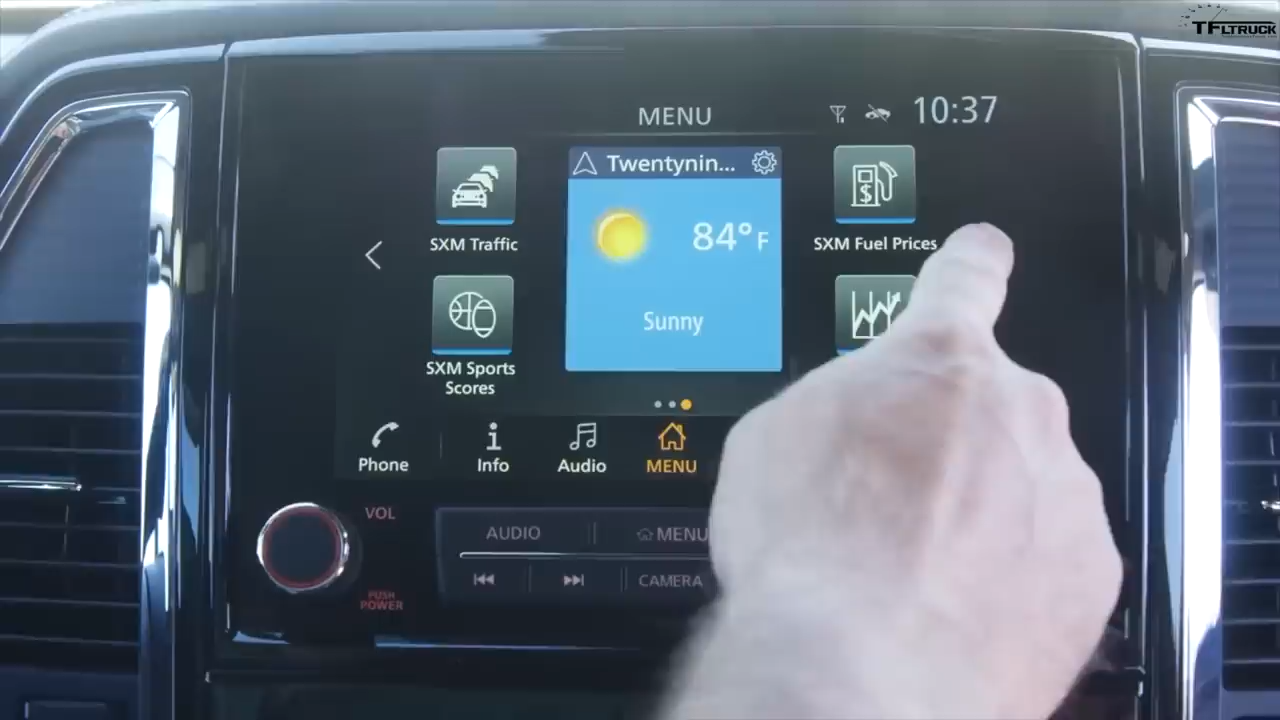 TFLTRUCK
MENU
10:37
Twentynin...
84°F
Sunny
SXM Traffic
SXM Fuel Prices
SXM Sports
Scores
Phone
Info
Audio
MENU
VOL
PUSH
POWER
AUDIO
MENU
CAMERA